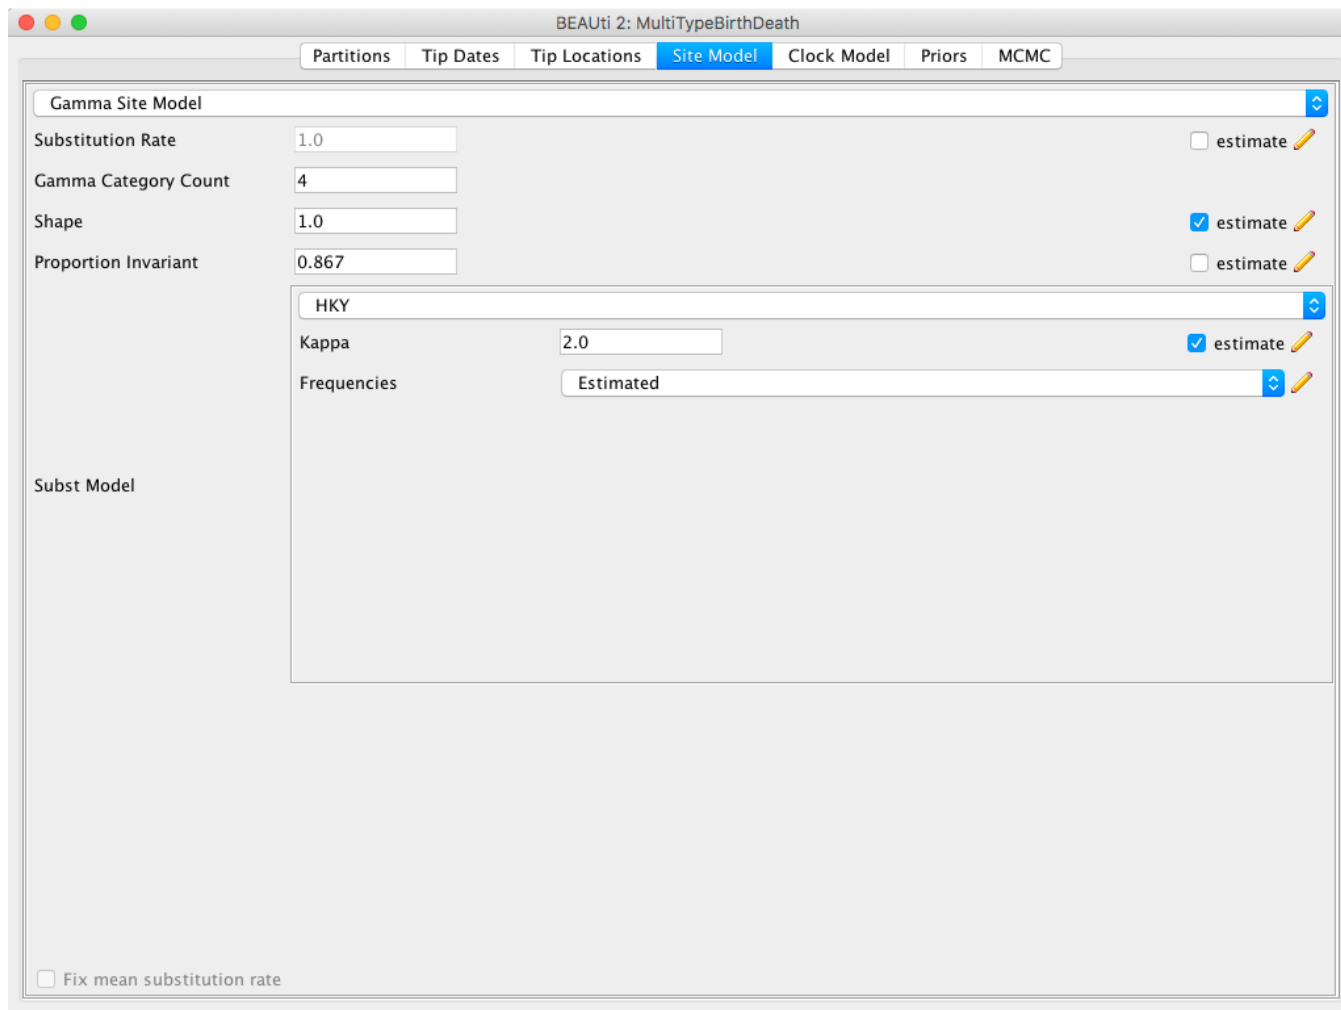 BEAUti 2: MultiTypeBirthDeath
Partitions Tip Dates Tip Locations Site Model Clock Model Priors MCMC
Gamma Site Model
Substitution Rate 1.0 estimate
Gamma Category Count 4
Shape 1.0 estimate
Proportion Invariant 0.867 estimate
HKY
Kappa 2.0 estimate
Frequencies Estimated
Subst Model
Fix mean substitution rate